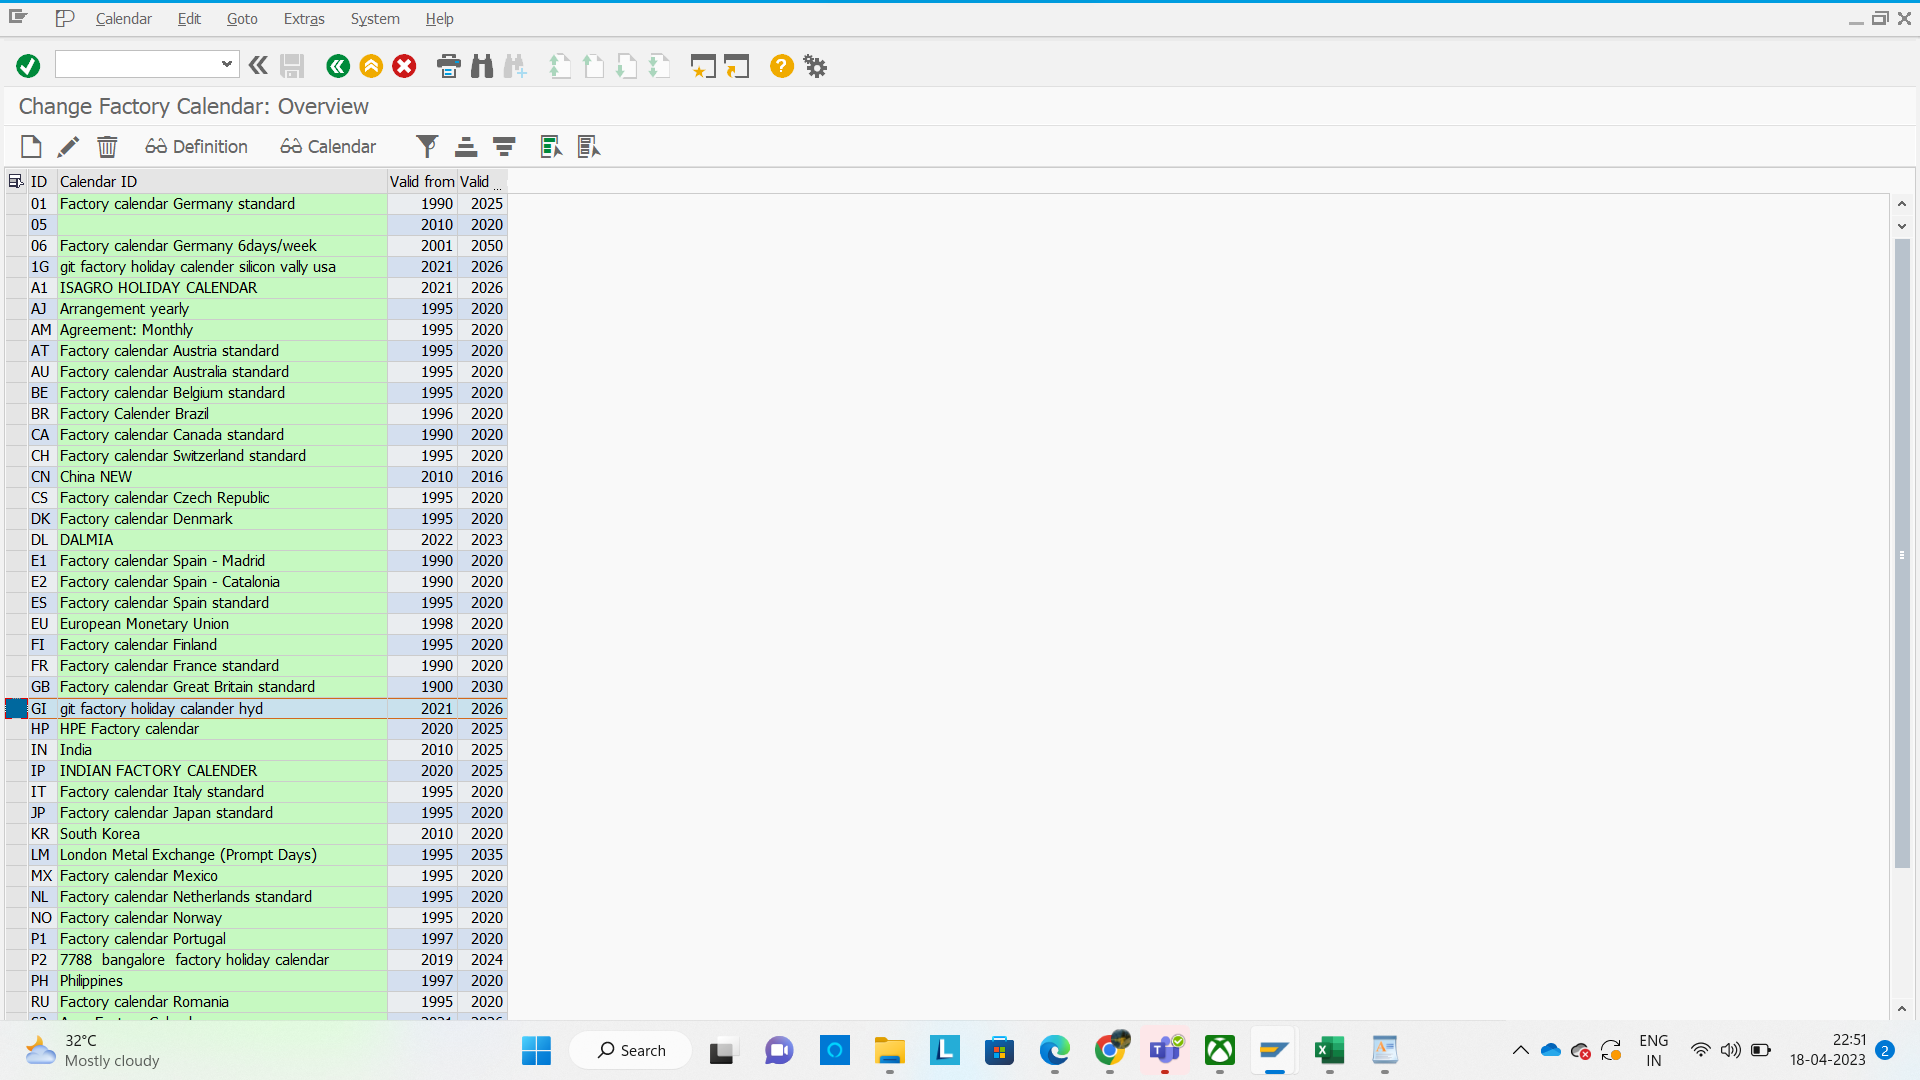 Calendar Edit Goto Extras System Help
Change Factory Calendar: Overview
Definition Calendar
ID Calendar ID Valid from Valid ...
01 Factory calendar Germany standard 1990 2025
05 2010 2020
06 Factory calendar Germany 6days/week 2001 2050
1G git factory holiday calender silicon vally usa 2021 2026
A1 ISAGRO HOLIDAY CALENDAR 2021 2026
AJ Arrangement yearly 1995 2020
AM Agreement: Monthly 1995 2020
AT Factory calendar Austria standard 1995 2020
AU Factory calendar Australia standard 1995 2020
BE Factory calendar Belgium standard 1995 2020
BR Factory Calender Brazil 1996 2020
CA Factory calendar Canada standard 1990 2020
CH Factory calendar Switzerland standard 1995 2020
CN China NEW 2010 2016
CS Factory calendar Czech Republic 1995 2020
DK Factory calendar Denmark 1995 2020
DL DALMIA 2022 2023
E1 Factory calendar Spain - Madrid 1990 2020
E2 Factory calendar Spain - Catalonia 1990 2020
ES Factory calendar Spain standard 1995 2020
EU European Monetary Union 1998 2020
FI Factory calendar Finland 1995 2020
FR Factory calendar France standard 1990 2020
GB Factory calendar Great Britain standard 1900 2030
GI git factory holiday calander hyd 2021 2026
HP HPE Factory calendar 2020 2025
IN India 2010 2025
IP INDIAN FACTORY CALENDER 2020 2025
IT Factory calendar Italy standard 1995 2020
JP Factory calendar Japan standard 1995 2020
KR South Korea 2010 2020
LM London Metal Exchange (Prompt Days) 1995 2035
MX Factory calendar Mexico 1995 2020
NL Factory calendar Netherlands standard 1995 2020
NO Factory calendar Norway 1995 2020
P1 Factory calendar Portugal 1997 2020
P2 7788 bangalore factory holiday calendar 2019 2024
PH Philippines 1997 2020
RU Factory calendar Romania 1995 2020
32°C
Mostly cloudy
Search
ENG
IN
22:51
18-04-2023
2